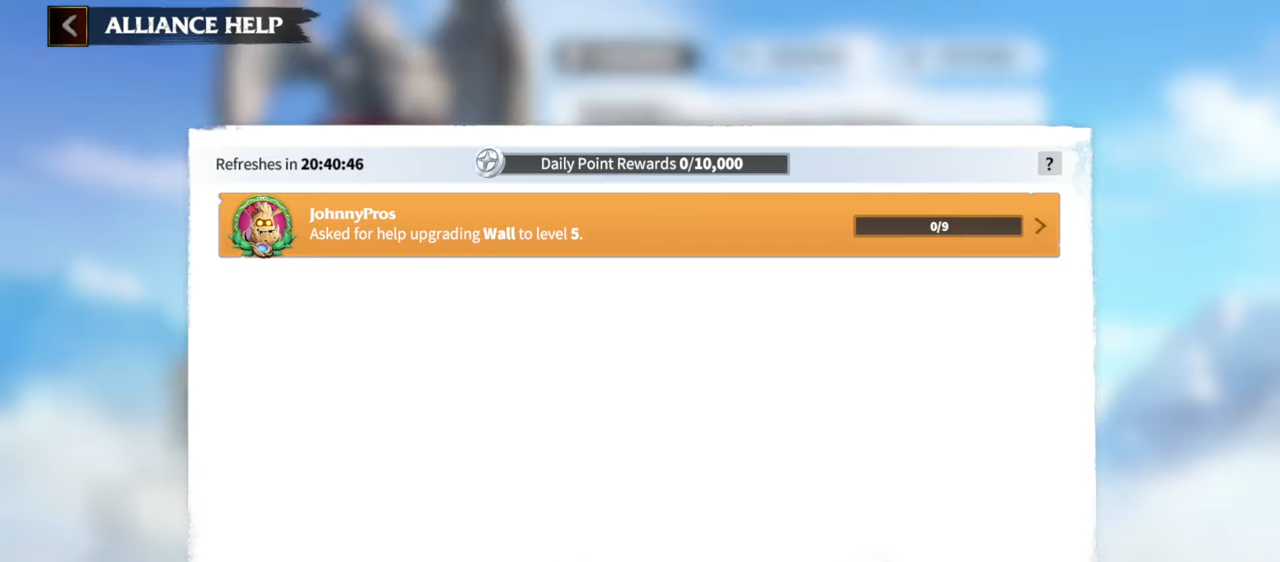 ALLIANCE HELP
Refreshes in 20:40:46
Daily Point Rewards 0/10,000
?
JohnnyPros
Asked for help upgrading Wall to level 5.
0/9